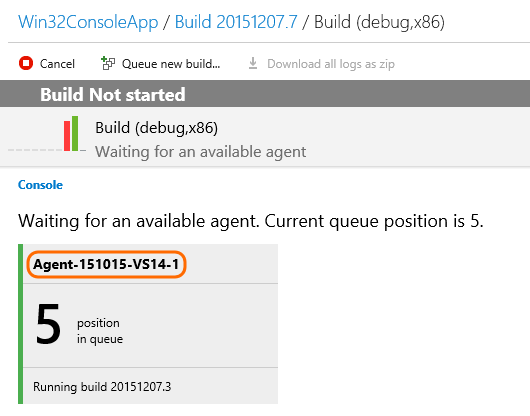 Win32ConsoleApp / Build 20151207.7 / Build (debug,x86)
Cancel Queue new build... Download all logs as zip
Build Not started
Build (debug,x86)
Waiting for an available agent
Console
Waiting for an available agent. Current queue position is 5.
Agent-151015-VS14-1
5 position
in queue
Running build 20151207.3